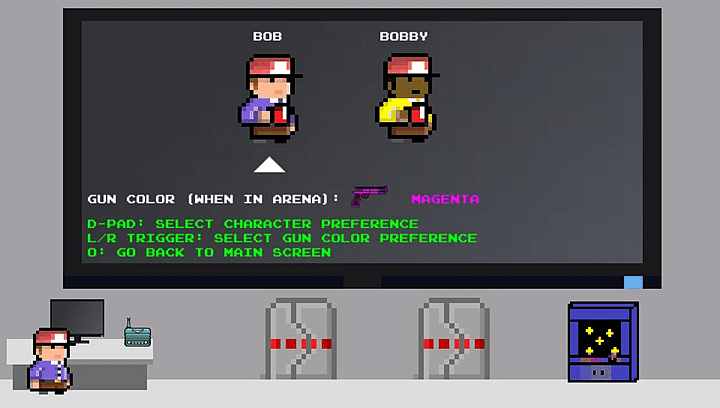 BOB BOBBY
GUN COLOR (WHEN IN ARENA): MAGENTA
D-PAD: SELECT CHARACTER PREFERENCE
L/R TRIGGER: SELECT GUN COLOR PREFERENCE
O: GO BACK TO MAIN SCREEN